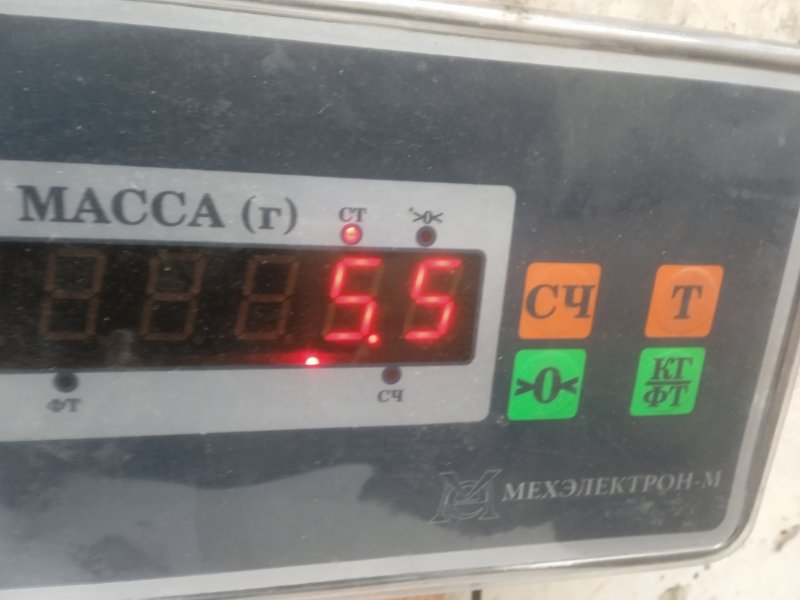 МАССА (г)
СТ
>0<
5.5
ФТ
СЧ
СЧ
Т
>0<
КГ
ФТ
МЕХЭЛЕКТРОН-М